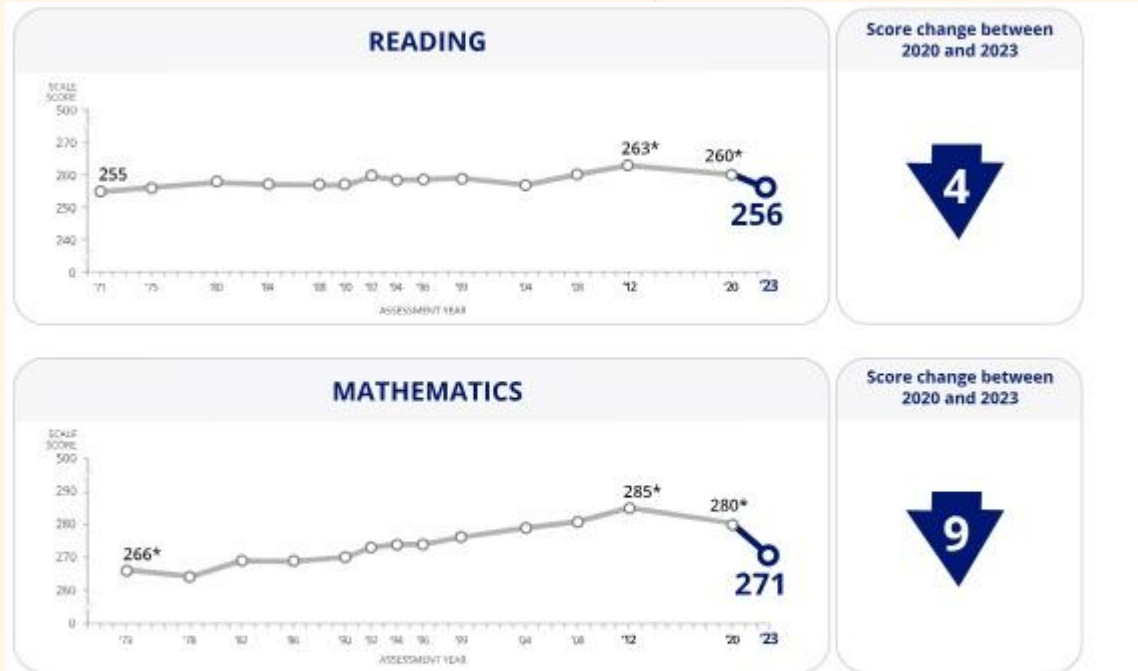 READING
Score change between
2020 and 2023
SCALE
SCORE
500
270
260
250
240
0
255
263*
260*
256
4
'71 '75 '80 '84 '88 '90 '92 '94 '96 '99 '04 '08 '12 '20 '23
ASSESSMENT YEAR
MATHEMATICS
Score change between
2020 and 2023
SCALE
SCORE
500
290
280
270
260
0
266*
285*
280*
271
9
'73 '78 '82 '86 '90 '92 '94 '96 '99 '04 '08 '12 '20 '23
ASSESSMENT YEAR